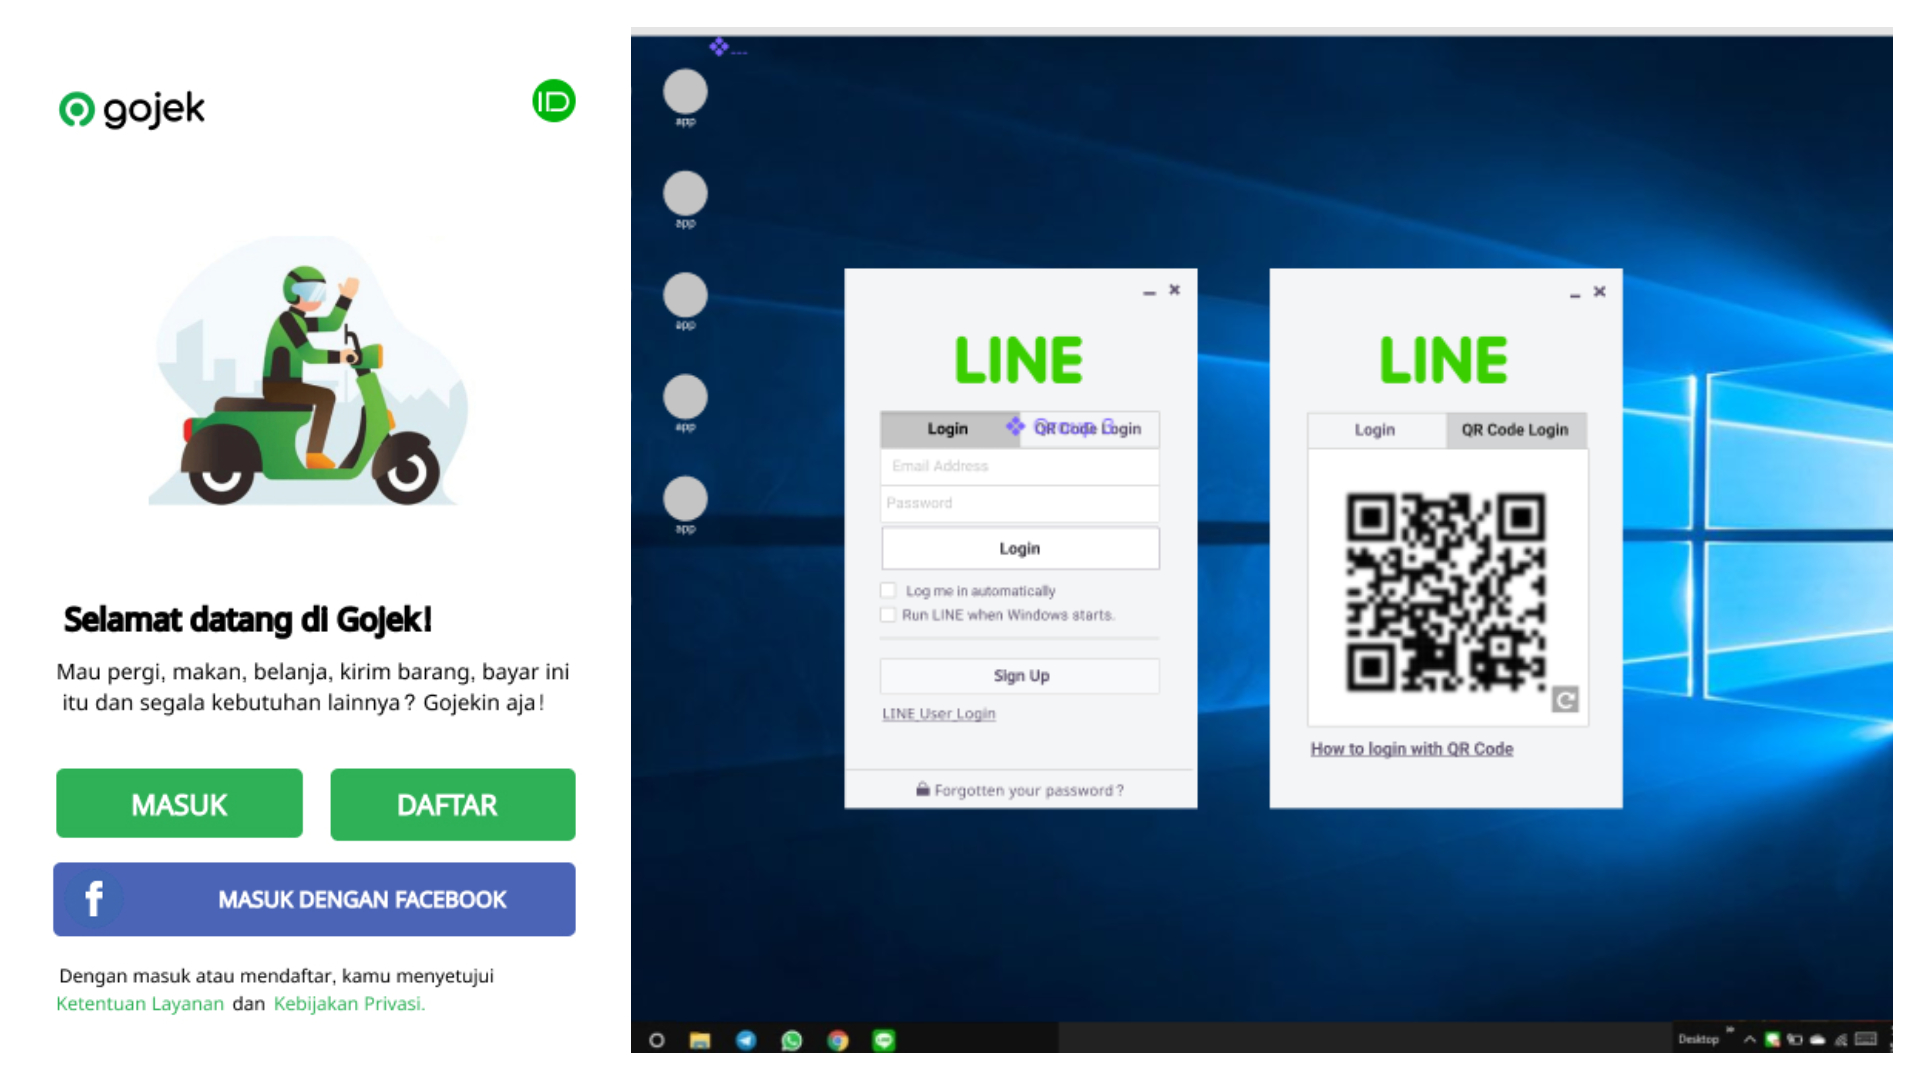 gojek
ID
Selamat datang di Gojek!
Mau pergi, makan, belanja, kirim barang, bayar ini
itu dan segala kebutuhan lainnya? Gojekin aja!
MASUK
DAFTAR
f
MASUK DENGAN FACEBOOK
Dengan masuk atau mendaftar, kamu menyetujui
Ketentuan Layanan dan Kebijakan Privasi.
app
app
app
app
app
LINE
Login
QR Code Login
Email Address
Password
Login
Log me in automatically
Run LINE when Windows starts.
Sign Up
LINE User Login
Forgotten your password?
LINE
Login
QR Code Login
How to login with QR Code
Desktop